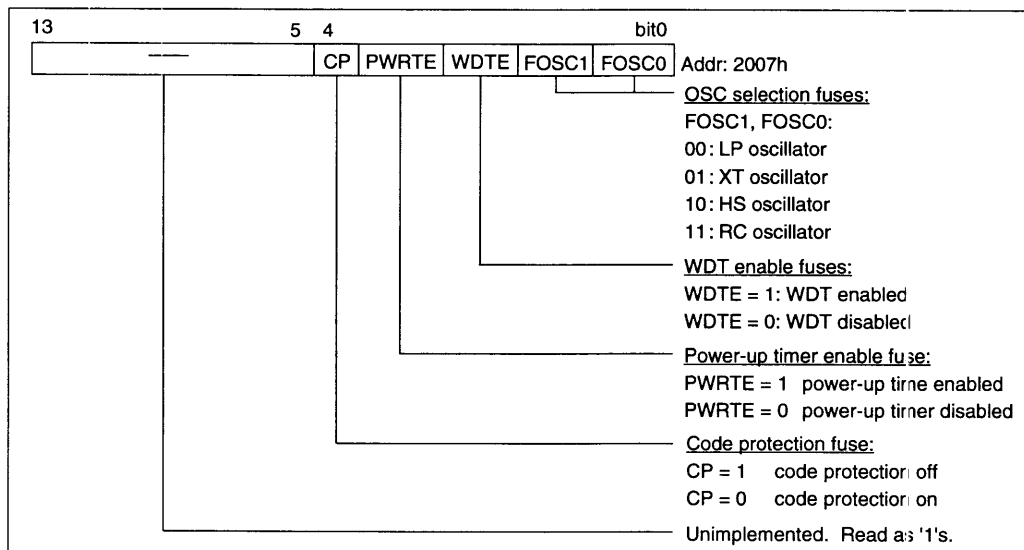 13 5 4 bit0
— CP PWRTE WDTE FOSC1 FOSC0 Addr: 2007h
OSC selection fuses:
FOSC1, FOSC0:
00: LP oscillator
01: XT oscillator
10: HS oscillator
11: RC oscillator
WDT enable fuses:
WDTE = 1: WDT enabled
WDTE = 0: WDT disabled
Power-up timer enable fuse:
PWRTE = 1 power-up time enabled
PWRTE = 0 power-up timer disabled
Code protection fuse:
CP = 1 code protection off
CP = 0 code protection on
Unimplemented. Read as '1's.